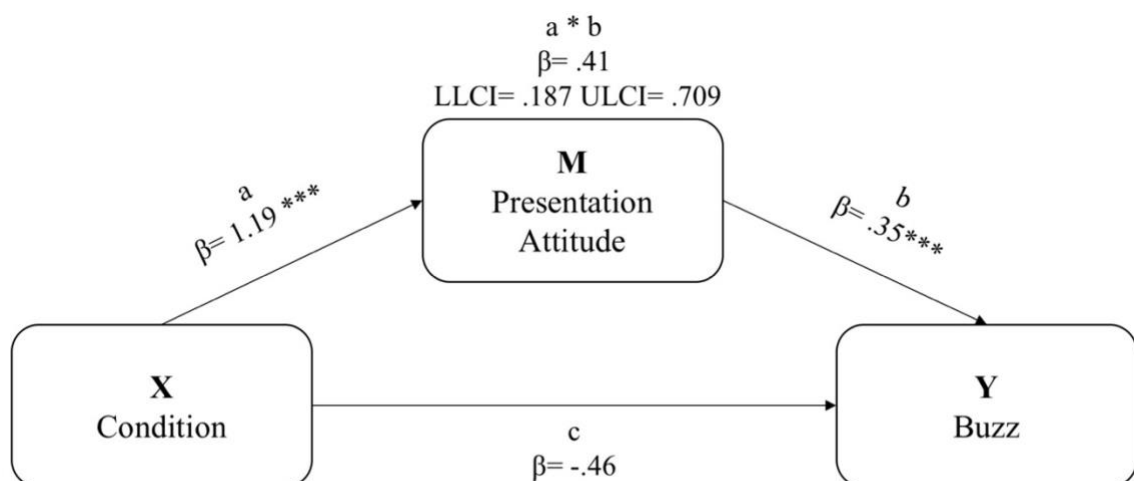 a * b
β= .41
LLCI= .187 ULCI= .709
M
Presentation
Attitude
a
β= 1.19 ***
b
β= .35***
X
Condition
Y
Buzz
c
β= -.46